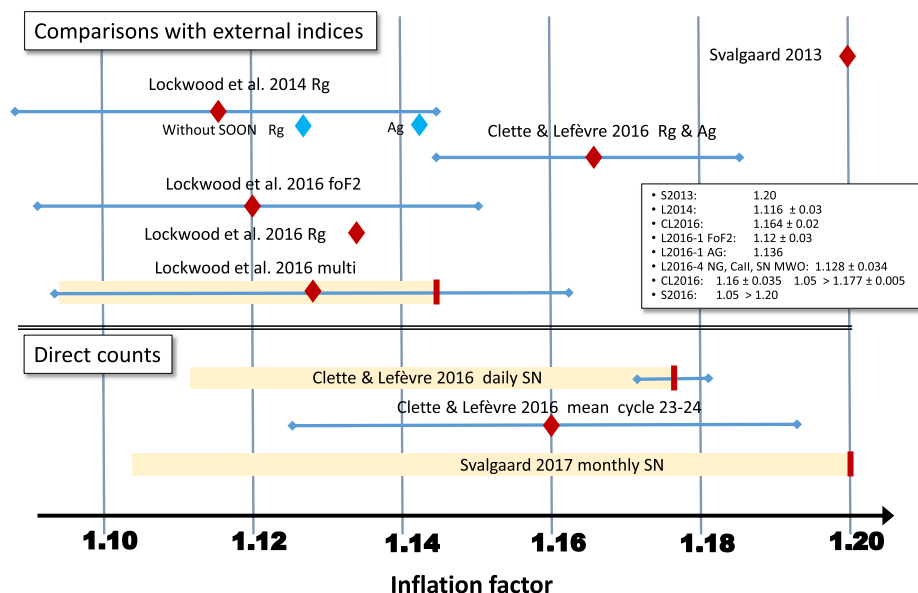 Comparisons with external indices
Svalgaard 2013
Lockwood et al. 2014 Rg
Without SOON Rg
Ag
Clette & Lefèvre 2016 Rg & Ag
Lockwood et al. 2016 foF2
Lockwood et al. 2016 Rg
Lockwood et al. 2016 multi
• S2013: 1.20
• L2014: 1.116 ± 0.03
• CL2016: 1.164 ± 0.02
• L2016-1 FoF2: 1.12 ± 0.03
• L2016-1 AG: 1.136
• L2016-4 NG, CaII, SN MWO: 1.128 ± 0.034
• CL2016: 1.16 ± 0.035 1.05 > 1.177 ± 0.005
• S2016: 1.05 > 1.20
Direct counts
Clette & Lefèvre 2016 daily SN
Clette & Lefèvre 2016 mean cycle 23-24
Svalgaard 2017 monthly SN
1.10 1.12 1.14 1.16 1.18 1.20
Inflation factor